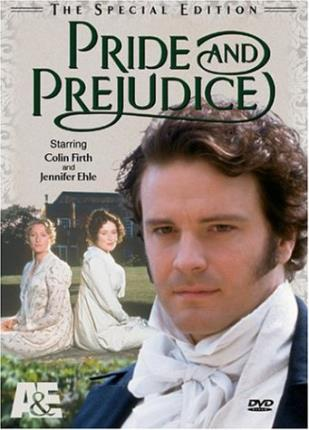 THE SPECIAL EDITION
PRIDE AND
PREJUDICE
Starring
Colin Firth
and
Jennifer Ehle
A&E
DVD